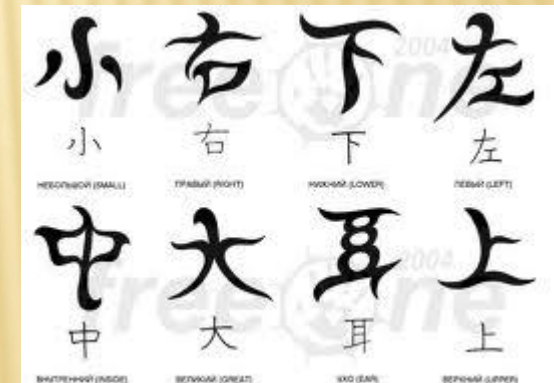 小 右 下 左
小 右 下 左
НЕБОЛЬШОЙ (SMALL) ПРАВЫЙ (RIGHT) НИЖНИЙ (LOWER) ЛЕВЫЙ (LEFT)
中 大 耳 上
中 大 耳 上
ВНУТРЕННИЙ (INSIDE) ВЕЛИКИЙ (GREAT) УХО (EAR) ВЕРХНИЙ (UPPER)